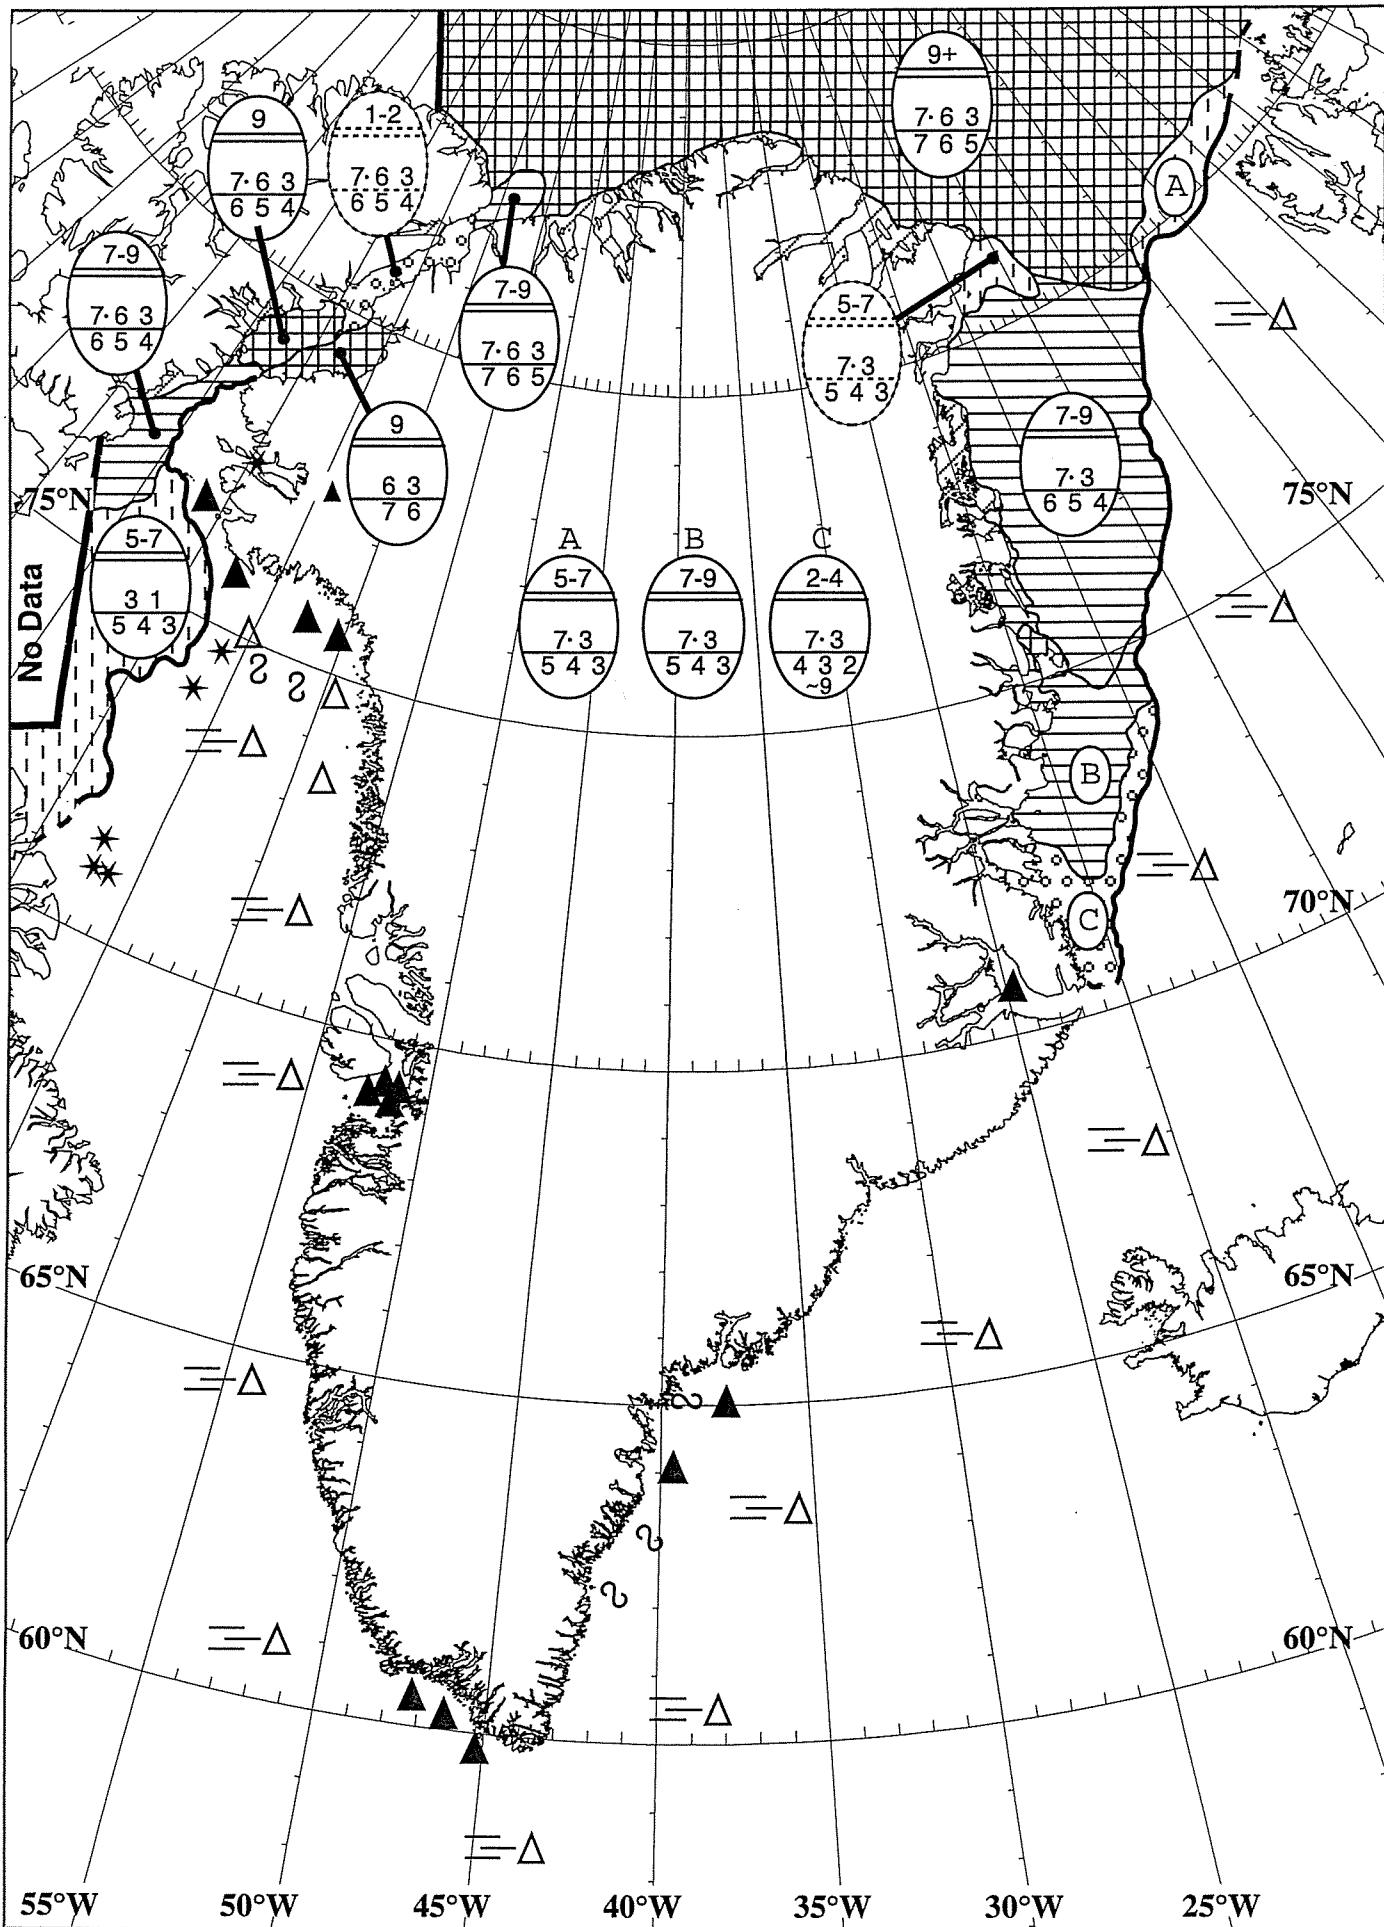 9+
7· 6 3
7 6 5
9
7· 6 3
6 5 4
1-2
7· 6 3
6 5 4
A
7-9
7· 6 3
6 5 4
7-9
7· 6 3
7 6 5
5-7
7· 3
5 4 3
9
6 3
7 6
7-9
7· 3
6 5 4
75°N
75°N
5-7
3 1
5 4 3
No Data
A
5-7
7· 3
5 4 3
B
7-9
7· 3
5 4 3
C
2-4
7· 3
4 3 2
~9
B
C
70°N
65°N
65°N
60°N
60°N
55°W
50°W
45°W
40°W
35°W
30°W
25°W